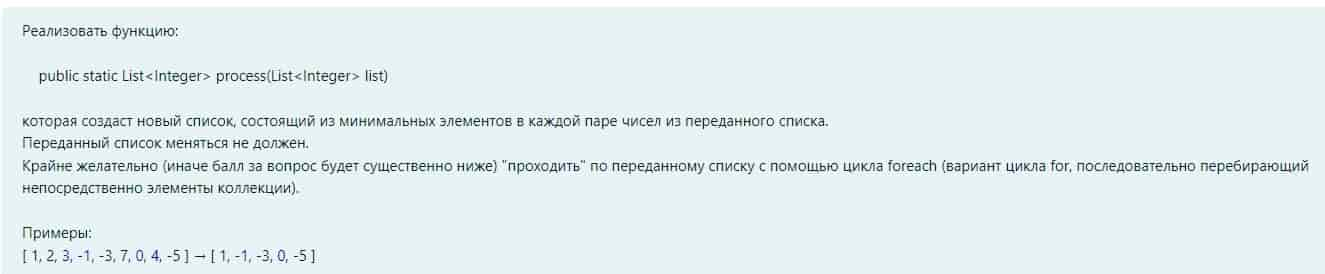 Реализовать функцию:
public static List<Integer> process(List<Integer> list)
которая создаст новый список, состоящий из минимальных элементов в каждой паре чисел из переданного списка.
Переданный список меняться не должен.
Крайне желательно (иначе балл за вопрос будет существенно ниже) "проходить" по переданному списку с помощью цикла foreach (вариант цикла for, последовательно перебирающий
непосредственно элементы коллекции).
Примеры:
[ 1, 2, 3, -1, -3, 7, 0, 4, -5 ] → [ 1, -1, -3, 0, -5 ]